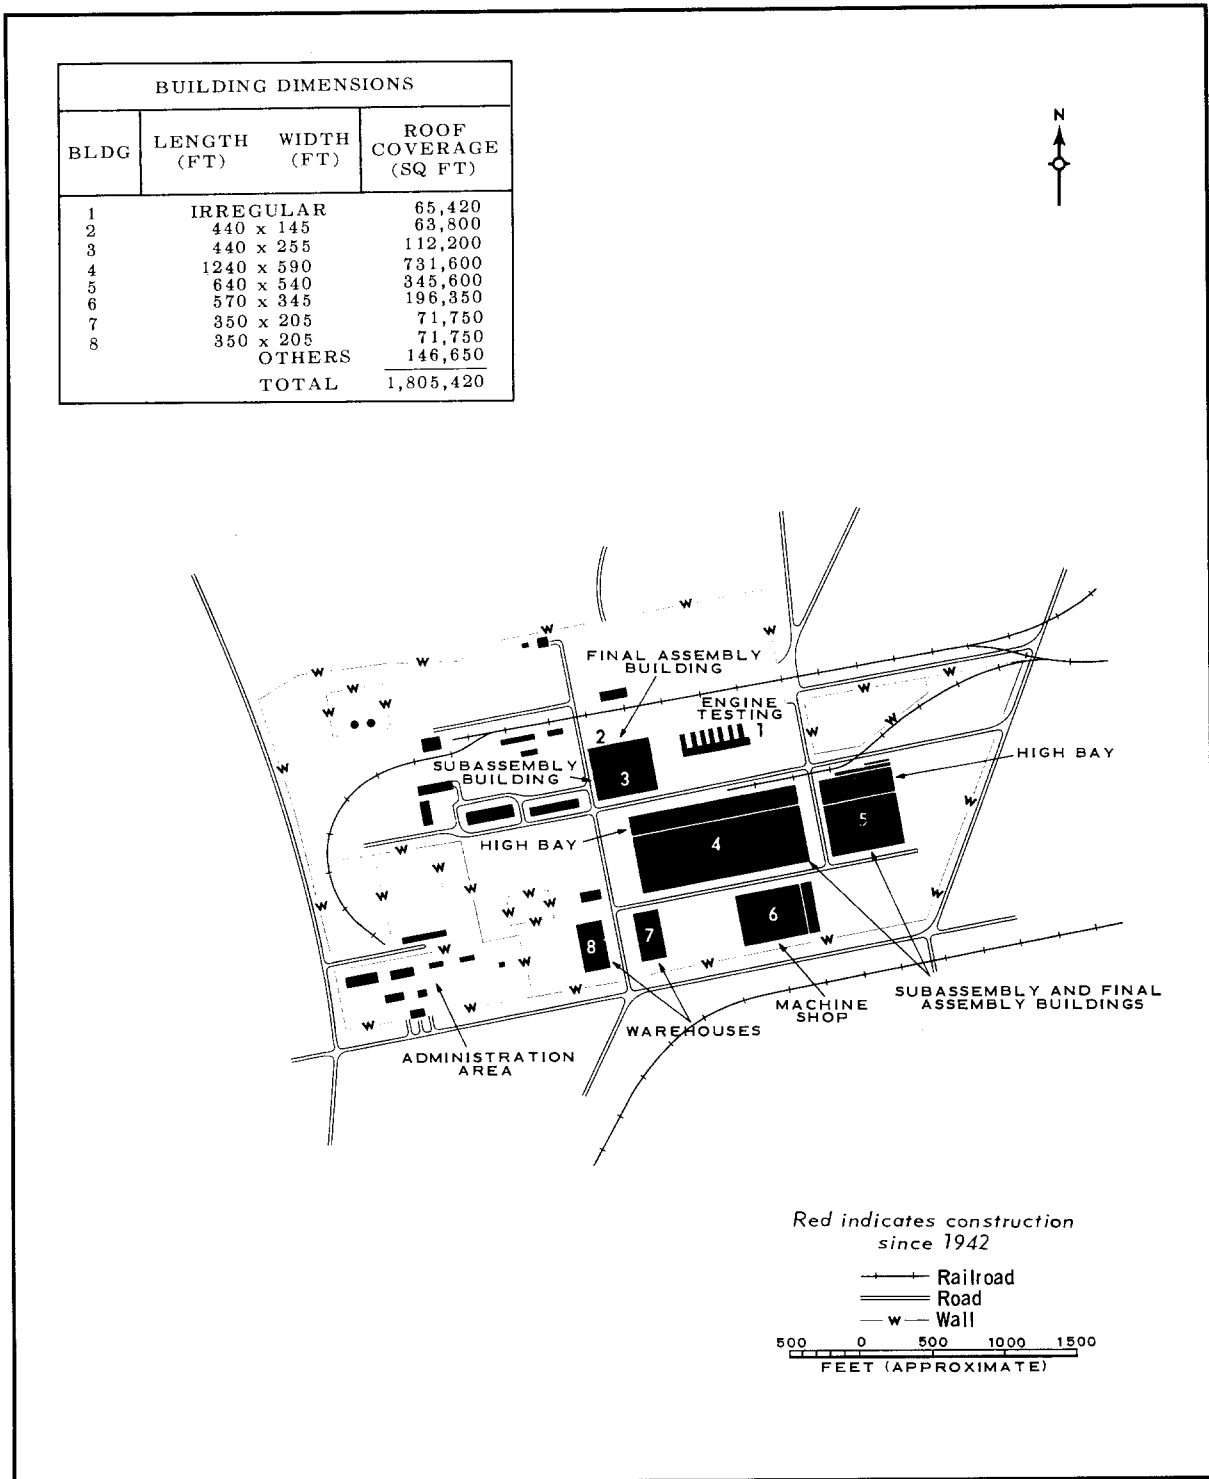 BUILDING DIMENSIONS
BLDG LENGTH (FT) WIDTH (FT) ROOF COVERAGE (SQ FT)
1 IRREGULAR 65,420
2 440 x 145 63,800
3 440 x 255 112,200
4 1240 x 590 731,600
5 640 x 540 345,600
6 570 x 345 196,350
7 350 x 205 71,750
8 350 x 205 71,750
OTHERS 146,650
TOTAL 1,805,420
N
W
W
W
W
W
FINAL ASSEMBLY
BUILDING
W
W
W
W
W
W
ENGINE
TESTING
1
2
W
SUBASSEMBLY
BUILDING
3
HIGH BAY
W
W
5
HIGH BAY
4
W
W
W
W
W
W
W
W
W
W
6
7
8
W
W
W
W
W
W
W
SUBASSEMBLY AND FINAL
ASSEMBLY BUILDINGS
MACHINE
SHOP
WAREHOUSES
ADMINISTRATION
AREA
Red indicates construction
since 1942
Railroad
Road
W Wall
500 0 500 1000 1500
FEET (APPROXIMATE)